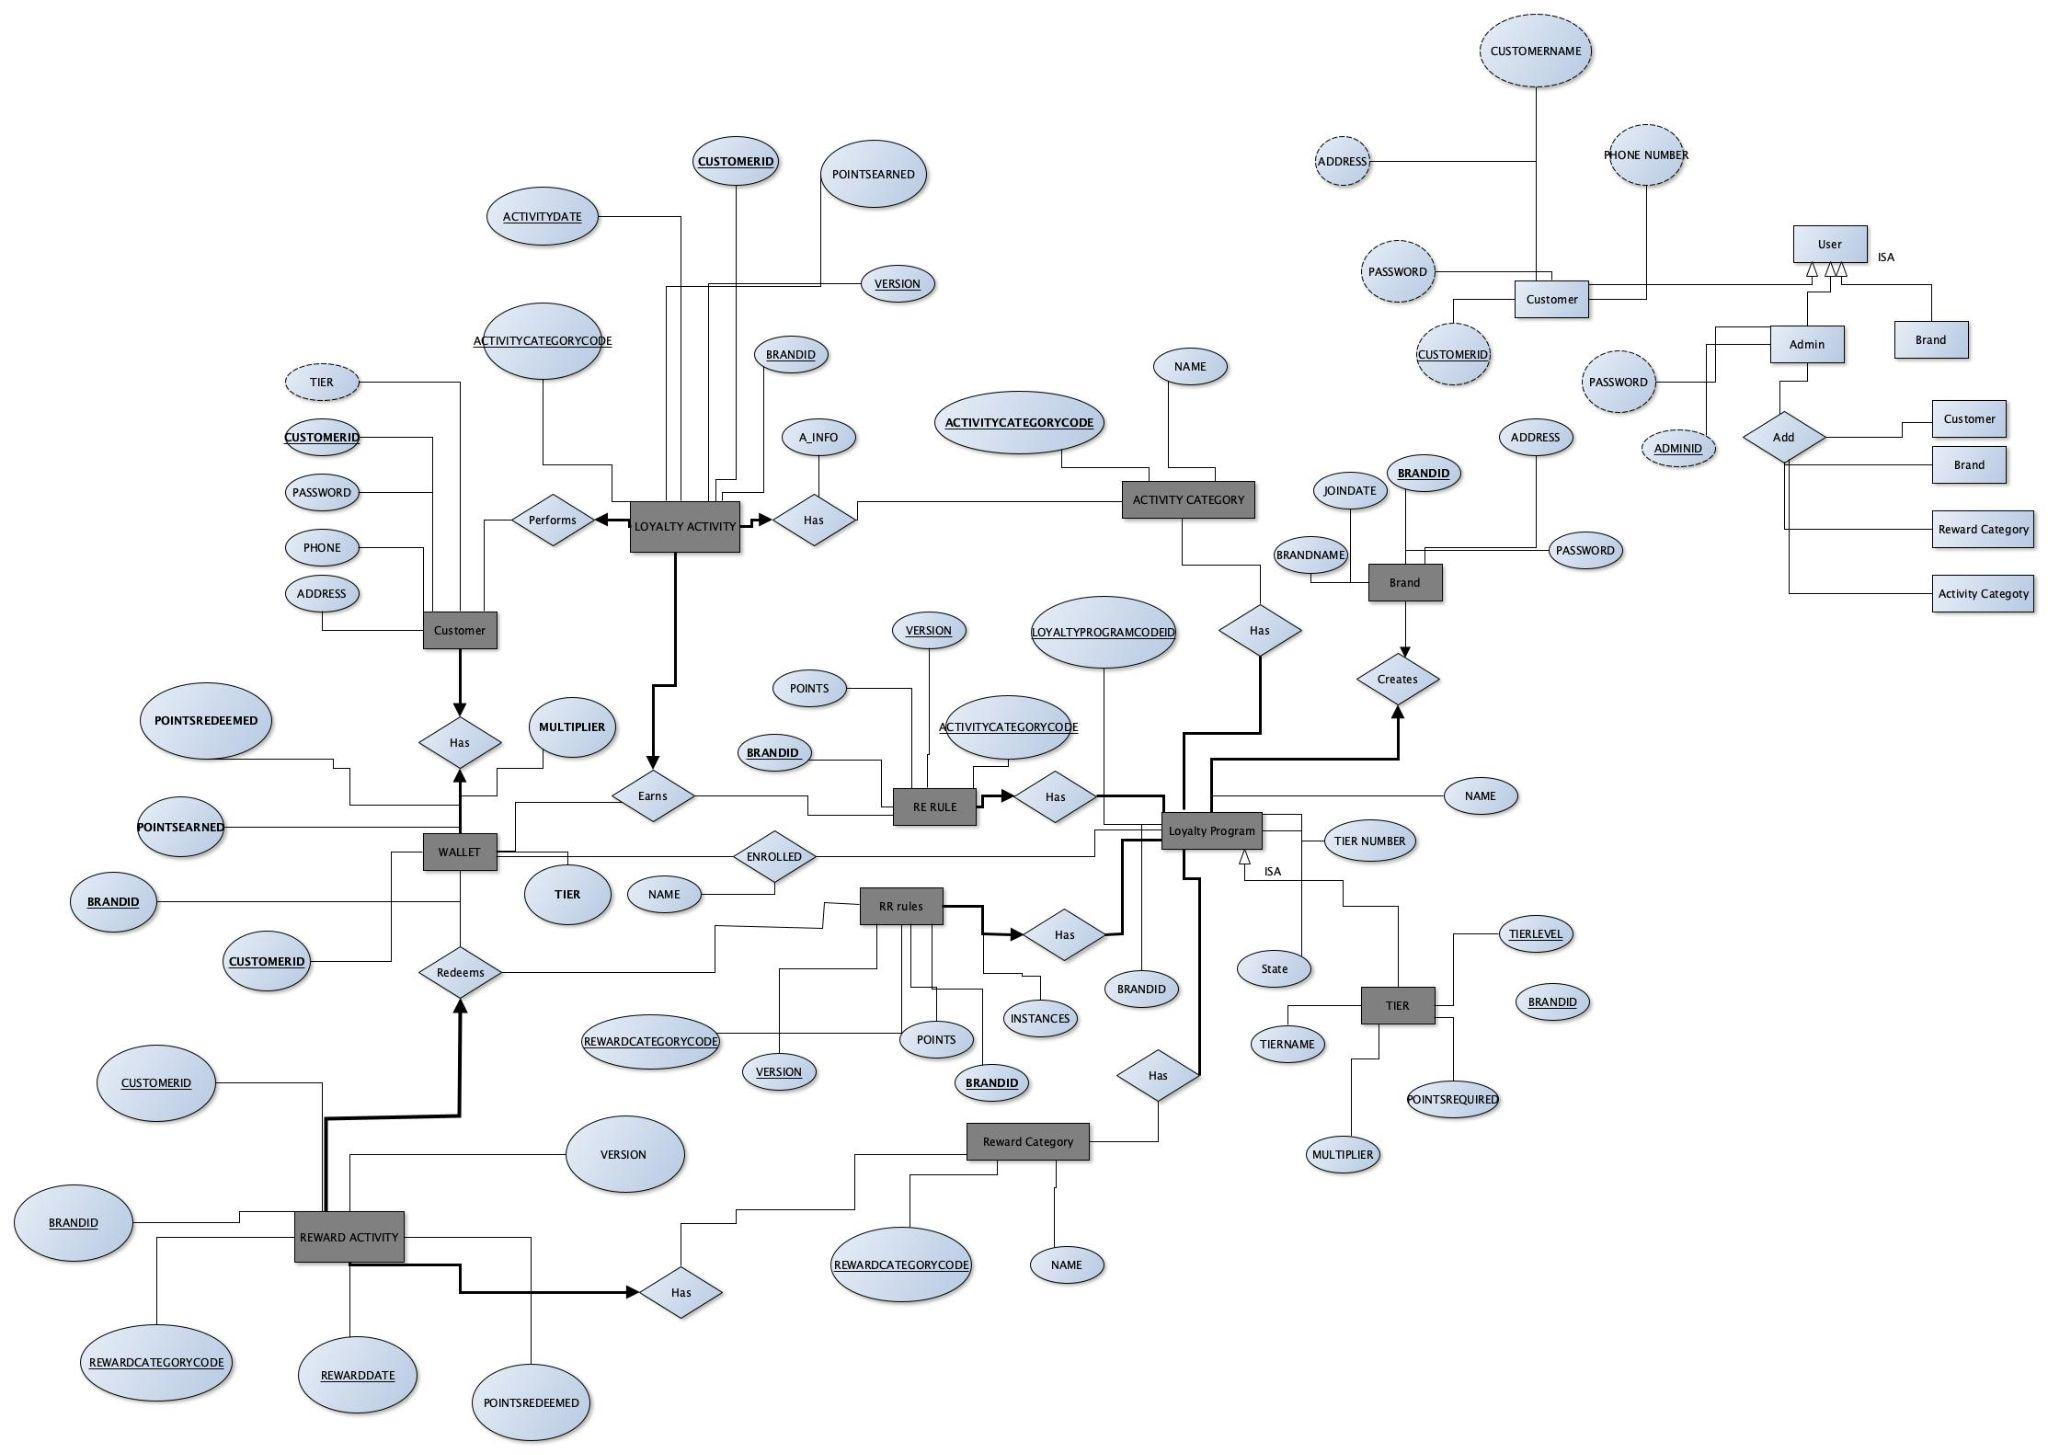 CUSTOMERNAME
CUSTOMERID
POINTSEARNED
ADDRESS
PHONE NUMBER
ACTIVITYDATE
User
ISA
VERSION
PASSWORD
Customer
ACTIVITYCATEGORYCODE
BRANDID
CUSTOMERID
Admin
Brand
TIER
NAME
PASSWORD
CUSTOMERID
A_INFO
ACTIVITYCATEGORYCODE
ADDRESS
ADMINID
Add
Customer
Brand
PASSWORD
JOINDATE
BRANDID
Performs
LOYALTY ACTIVITY
Has
ACTIVITY CATEGORY
Reward Category
PHONE
BRANDNAME
PASSWORD
ADDRESS
Brand
Activity Categoty
Customer
VERSION
LOYALTYPROGRAMCODEID
Has
POINTS
Creates
POINTSREDEEMED
MULTIPLIER
ACTIVITYCATEGORYCODE
Has
BRANDID
Earns
RE RULE
Has
NAME
POINTSEARNED
WALLET
ENROLLED
Loyalty Program
TIER NUMBER
ISA
BRANDID
TIER
NAME
RR rules
Has
TIERLEVEL
CUSTOMERID
Redeems
BRANDID
State
TIER
BRANDID
INSTANCES
REWARDCATEGORYCODE
POINTS
TIERNAME
VERSION
BRANDID
Has
CUSTOMERID
POINTSREQUIRED
VERSION
Reward Category
MULTIPLIER
BRANDID
REWARD ACTIVITY
REWARDCATEGORYCODE
NAME
Has
REWARDCATEGORYCODE
REWARDDATE
POINTSREDEEMED